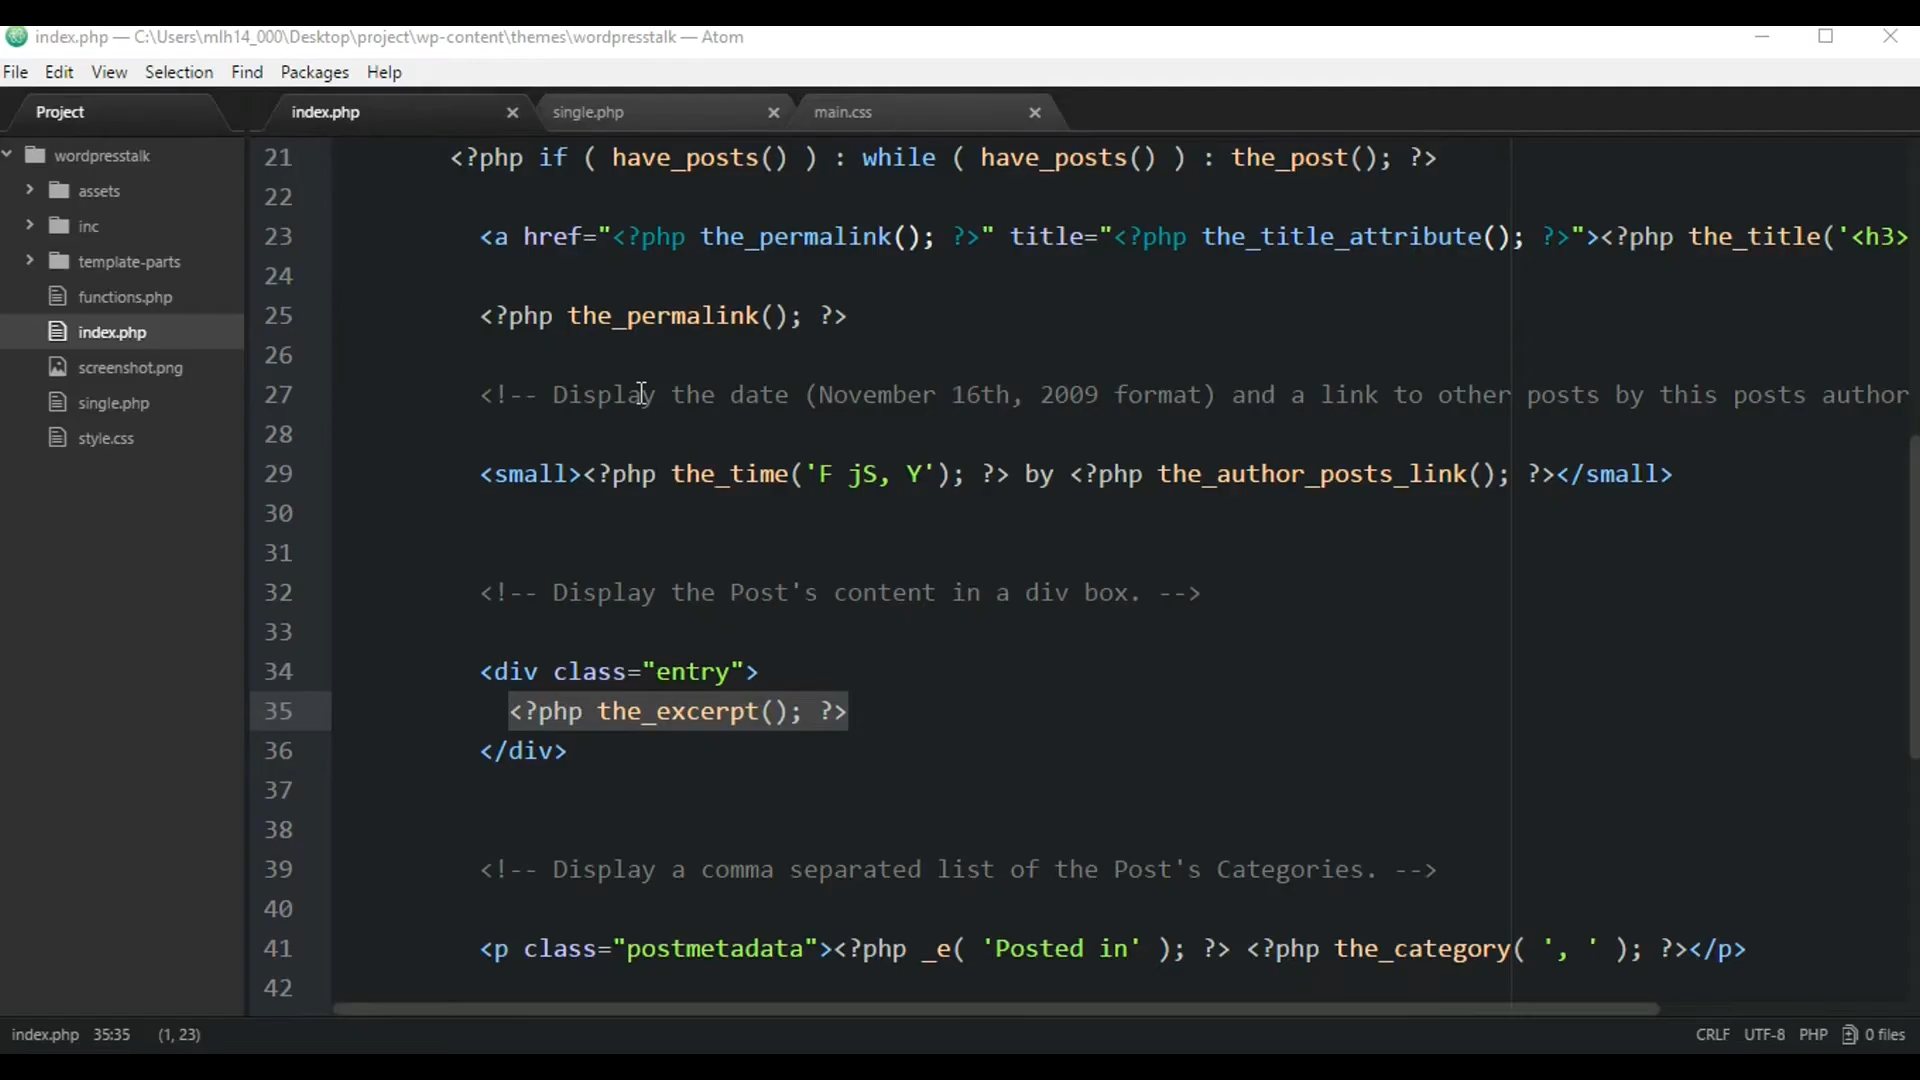 index.php — C:\Users\mlh14_000\Desktop\project\wp-content\themes\wordpresstalk — Atom
File Edit View Selection Find Packages Help
Project index.php single.php main.css
wordpresstalk
assets
inc
template-parts
functions.php
index.php
screenshot.png
single.php
style.css
21 <?php if ( have_posts() ) : while ( have_posts() ) : the_post(); ?>
22
23 <a href="<?php the_permalink(); ?>" title="<?php the_title_attribute(); ?>"><?php the_title('<h3>
24
25 <?php the_permalink(); ?>
26
27 <!-- Display the date (November 16th, 2009 format) and a link to other posts by this posts author
28
29 <small><?php the_time('F jS, Y'); ?> by <?php the_author_posts_link(); ?></small>
30
31
32 <!-- Display the Post's content in a div box. -->
33
34 <div class="entry">
35 <?php the_excerpt(); ?>
36 </div>
37
38
39 <!-- Display a comma separated list of the Post's Categories. -->
40
41 <p class="postmetadata"><?php _e( 'Posted in' ); ?> <?php the_category( ', ' ); ?></p>
42
index.php 35:35 (1, 23) CRLF UTF-8 PHP 0 files